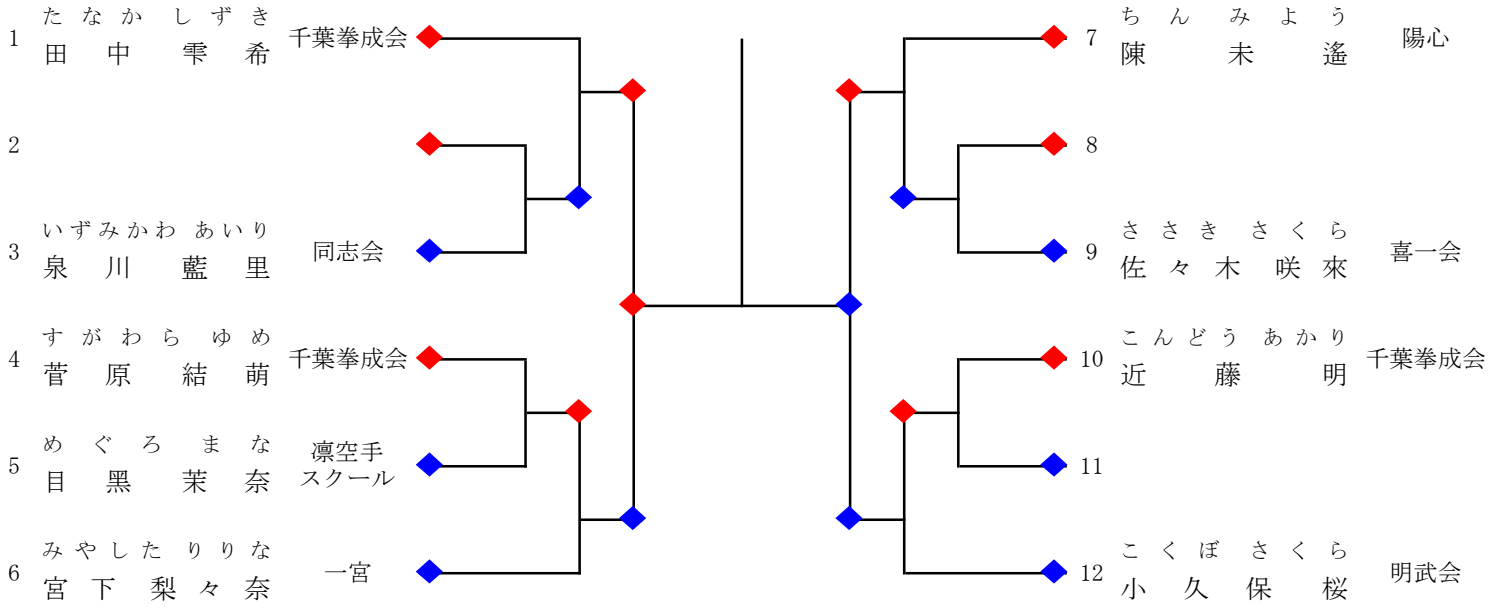 たなか しずき
1 田中 雫希 千葉拳成会
2
いずみかわ あいり
3 泉川 藍里 同志会
すがわら ゆめ
4 菅原 結萌 千葉拳成会
めぐろ まな
5 目黒 茉奈 凛空手
スクール
みやした りりな
6 宮下 梨々奈 一宮
ちん みよう
7 陳 未遙 陽心
8
ささき さくら
9 佐々木 咲來 喜一会
こんどう あかり
10 近藤 明 千葉拳成会
11
こくぼ さくら
12 小久保 桜 明武会